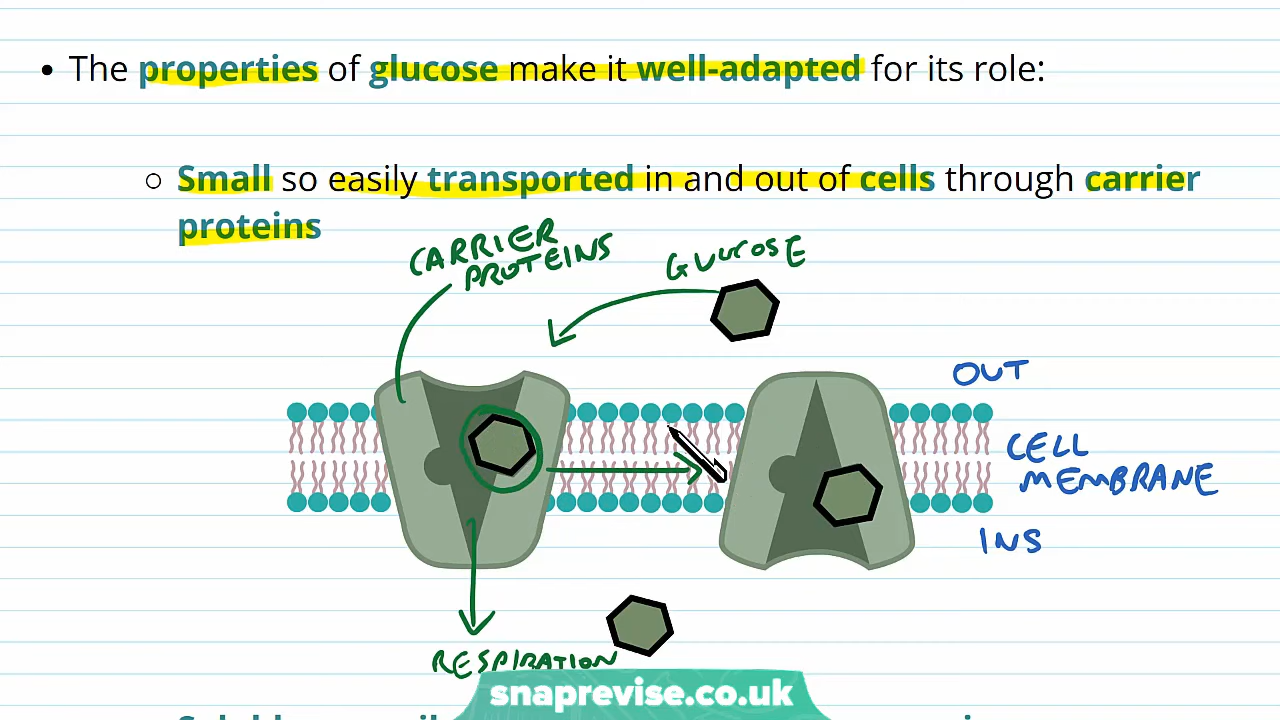 The properties of glucose make it well-adapted for its role:
Small so easily transported in and out of cells through carrier
proteins
CARRIER
PROTEINS
GLUCOSE
OUT
CELL
MEMBRANE
INS
RESPIRATION
snaprevise.co.uk